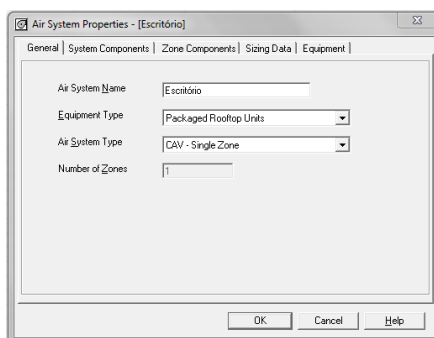 Air System Properties - [Escritório]
General | System Components | Zone Components | Sizing Data | Equipment |
Air System Name Escritório
Equipment Type Packaged Rooftop Units
Air System Type CAV - Single Zone
Number of Zones 1
OK Cancel Help